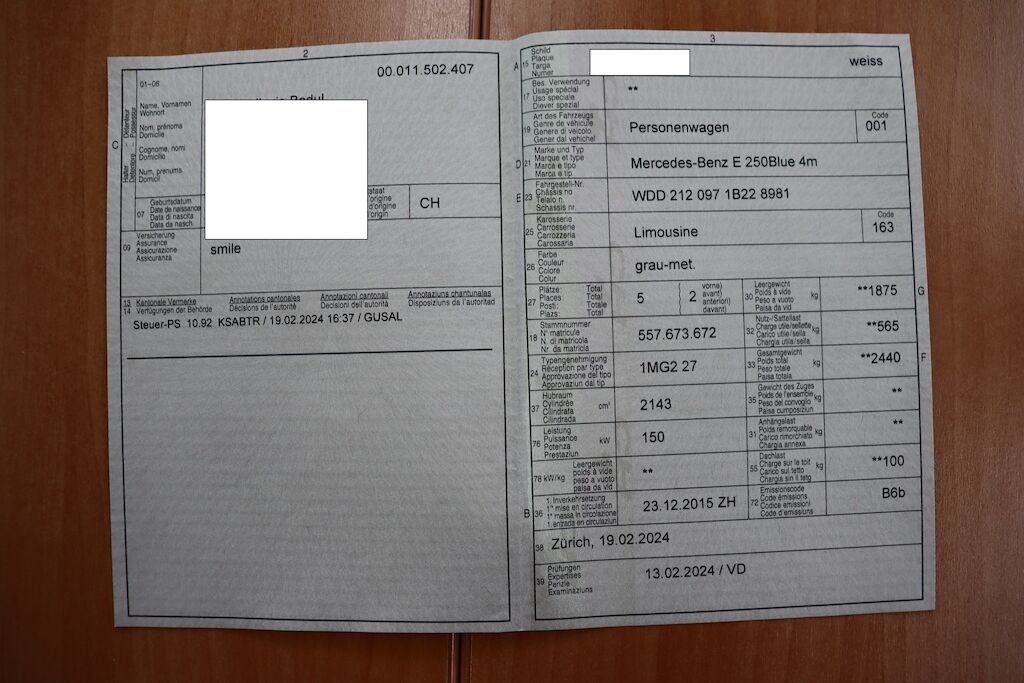 2
00.011.502.407
C
Halter - Détenteur
Detentore - Possessur
01–06
Name, Vornamen
Wohnort
Nom, prénoms
Domicile
Cognome, nomi
Domicilio
Num, prenums
Domicil
07
Geburtsdatum
Date de naissance
Data di nascita
Data da nasch.
d'origine
d'origine
CH
09
Versicherung
Assurance
Assicurazione
Assicuranza
smile
13
14
Kantonale Vermerke
Verfügungen der Behörde
Annotations cantonales
Décisions de l'autorité
Annotazioni cantonali
Decisioni dell'autorità
Annotaziuns chantunalas
Disposiziuns da l'autoritad
Steuer-PS 10.92 KSABTR / 19.02.2024 16:37 / GUSAL
3
A
15
Schild
Plaque
Targa
Numer
weiss
17
Bes. Verwendung
Usage spécial
Uso speciale
Diever spezial
**
19
Art des Fahrzeugs
Genre de véhicule
Genere di veicolo
Gener dal vehichel
Personenwagen
Code
001
D
21
Marke und Typ
Marque et type
Marca e tipo
Marca e tip
Mercedes-Benz E 250Blue 4m
E
23
Fahrgestell-Nr.
Châssis no
Telaio n.
Schassis nr.
WDD 212 097 1B22 8981
25
Karosserie
Carrosserie
Carrozzeria
Carossaria
Limousine
Code
163
26
Farbe
Couleur
Colore
Colur
grau-met.
27
Plätze: Total
Places: Total
Posti: Totale
Plazs: Total
5
2
vorne)
avant)
anteriori)
davant)
30
Leergewicht
Poids à vide
Peso a vuoto
Paisa da vid
kg
**1875
G
18
Stammnummer
N° matricule
N. di matricola
Nr. da matricla
557.673.672
32
Nutz-/Sattellast
Charge utile/sellette
Carico utile/sella
Chargia utila/sella
kg
**565
24
Typengenehmigung
Réception par type
Approvazione del tipo
Approvaziun dal tip
1MG2 27
33
Gesamtgewicht
Poids total
Peso totale
Paisa totala
kg
**2440
F
37
Hubraum
Cylindrée
Cilindrata
Cilindrada
cm³
2143
35
Gewicht des Zuges
Poids de l'ensemble
Peso del convoglio
Paisa cumposiziun
kg
**
76
Leistung
Puissance
Potenza
Prestaziun
kW
150
31
Anhängelast
Poids remorquable
Carico rimorchiato
Chargia annexa
kg
**
78 kW/kg
Leergewicht
poids à vide
peso a vuoto
paisa da vid
**
55
Dachlast
Charge sur le toit
Carico sul tetto
Chargia sin il tetg
kg
**100
B
36
1. Inverkehrsetzung
1re mise en circulation
1a messa in circolazione
1. entrada en circulaziun
23.12.2015 ZH
72
Emissionscode
Code émissions
Codice emissioni
Code d'emissiuns
B6b
38
Zürich, 19.02.2024
39
Prüfungen
Expertises
Perizie
Examinaziuns
13.02.2024 / VD